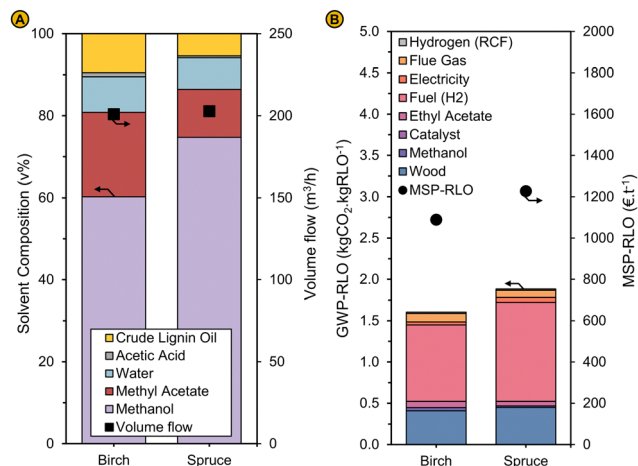 A
100
80
60
40
20
0
Solvent Composition (v%)
250
200
150
100
50
0
Volume flow (m³/h)
Crude Lignin Oil
Acetic Acid
Water
Methyl Acetate
Methanol
Volume flow
Birch
Spruce
B
5.0
4.5
4.0
3.5
3.0
2.5
2.0
1.5
1.0
0.5
0.0
GWP-RLO (kgCO₂.kgRLO⁻¹)
Hydrogen (RCF)
Flue Gas
Electricity
Fuel (H2)
Ethyl Acetate
Catalyst
Methanol
Wood
MSP-RLO
2000
1800
1600
1400
1200
1000
800
600
400
200
0
MSP-RLO (€.t⁻¹)
Birch
Spruce